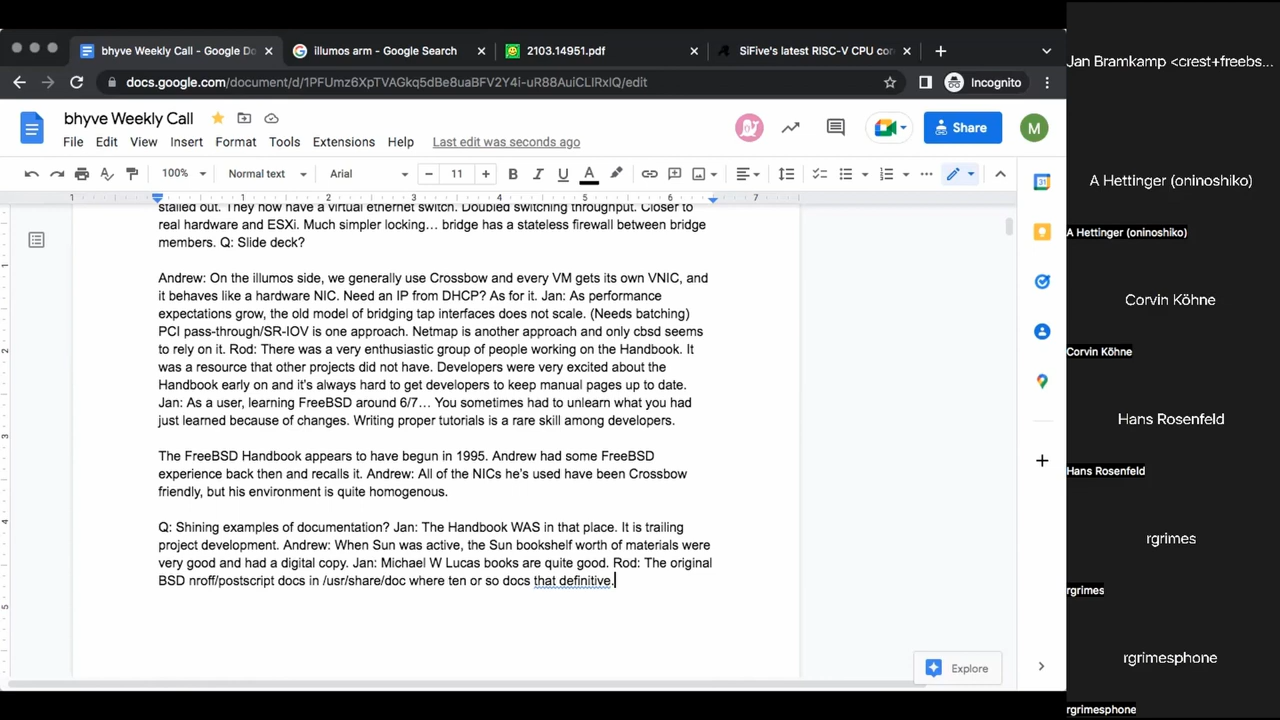 bhyve Weekly Call - Google Do
illumos arm - Google Search
2103.14951.pdf
SiFive's latest RISC-V CPU cor
docs.google.com/document/d/1PFUmz6XpTVAGkq5dBe8uaBFV2Y4i-uR88AuiCLlRxlQ/edit
Incognito
bhyve Weekly Call
File Edit View Insert Format Tools Extensions Help Last edit was seconds ago
Share
M
100% Normal text Arial 11
1 1 2 3 4 5 6 7
stalled out. They now have a virtual ethernet switch. Doubled switching throughput. Closer to
real hardware and ESXi. Much simpler locking… bridge has a stateless firewall between bridge
members. Q: Slide deck?
Andrew: On the illumos side, we generally use Crossbow and every VM gets its own VNIC, and
it behaves like a hardware NIC. Need an IP from DHCP? As for it. Jan: As performance
expectations grow, the old model of bridging tap interfaces does not scale. (Needs batching)
PCI pass-through/SR-IOV is one approach. Netmap is another approach and only cbsd seems
to rely on it. Rod: There was a very enthusiastic group of people working on the Handbook. It
was a resource that other projects did not have. Developers were very excited about the
Handbook early on and it's always hard to get developers to keep manual pages up to date.
Jan: As a user, learning FreeBSD around 6/7… You sometimes had to unlearn what you had
just learned because of changes. Writing proper tutorials is a rare skill among developers.
The FreeBSD Handbook appears to have begun in 1995. Andrew had some FreeBSD
experience back then and recalls it. Andrew: All of the NICs he's used have been Crossbow
friendly, but his environment is quite homogenous.
Q: Shining examples of documentation? Jan: The Handbook WAS in that place. It is trailing
project development. Andrew: When Sun was active, the Sun bookshelf worth of materials were
very good and had a digital copy. Jan: Michael W Lucas books are quite good. Rod: The original
BSD nroff/postscript docs in /usr/share/doc where ten or so docs that definitive.
1
2
3
4
5
Explore
Jan Bramkamp <crest+freebs...
A Hettinger (oninoshiko)
A Hettinger (oninoshiko)
Corvin Köhne
Corvin Köhne
Hans Rosenfeld
Hans Rosenfeld
rgrimes
rgrimes
rgrimesphone
rgrimesphone